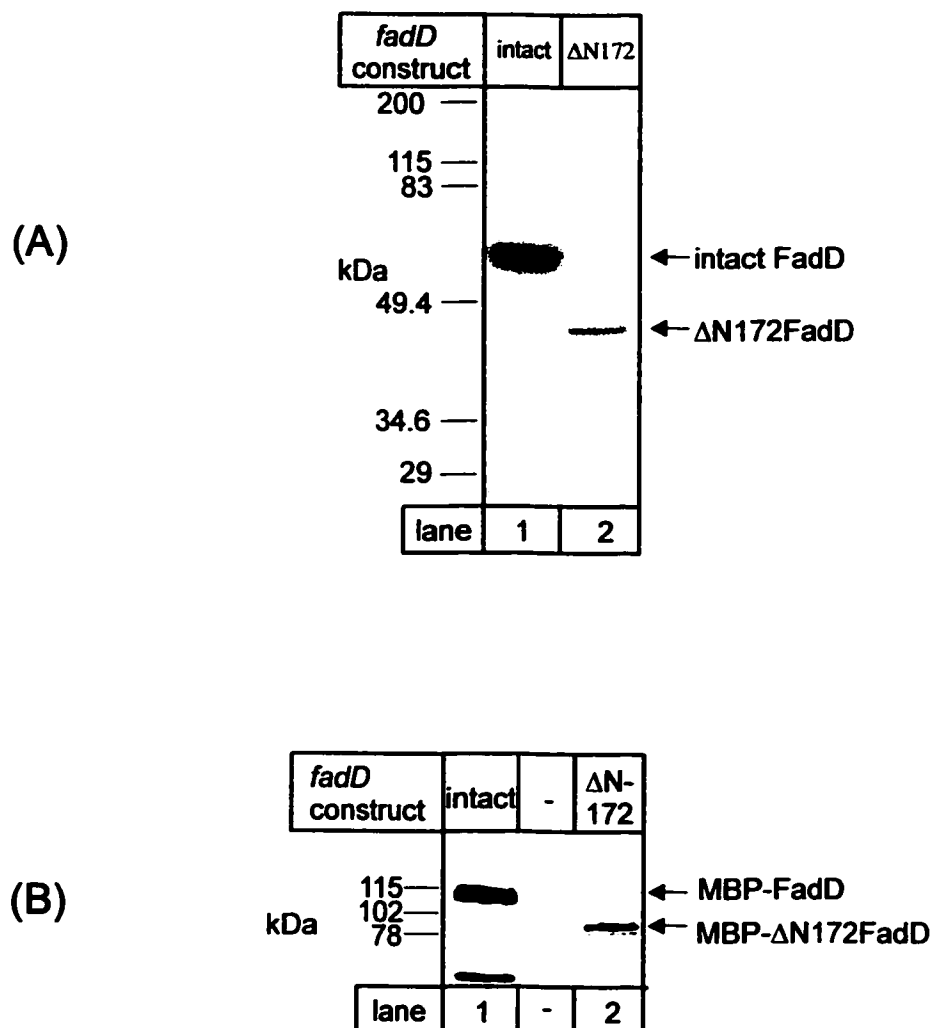 fadD
construct
intact
ΔN172
200
115
83
(A)
kDa
intact FadD
49.4
ΔN172FadD
34.6
29
lane
1
2
fadD
construct
intact
-
ΔN-
172
(B)
115
MBP-FadD
102
kDa
78
MBP-ΔN172FadD
lane
1
-
2